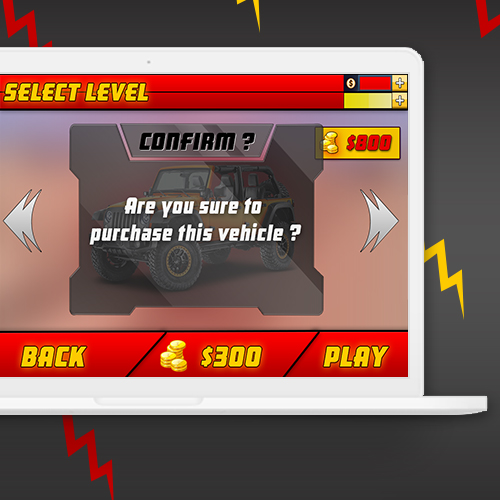 SELECT LEVEL
CONFIRM ?
$800
Are you sure to
purchase this vehicle ?
BACK
$300
PLAY